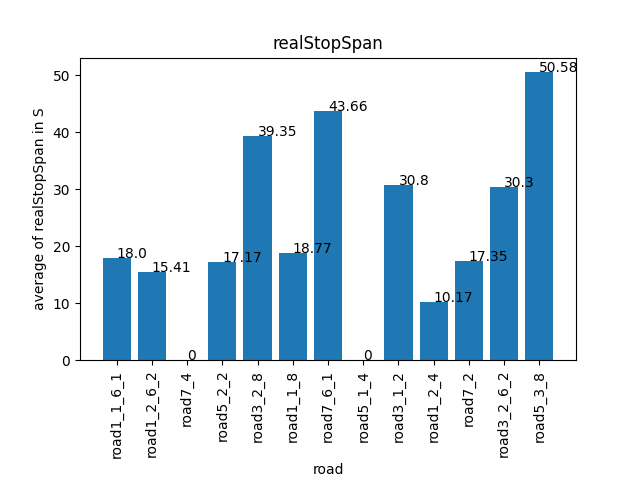 realStopSpan
average of realStopSpan in S
50
40
30
20
10
0
18.0
15.41
0
17.17
39.35
18.77
43.66
0
30.8
10.17
17.35
30.3
50.58
road1_1_6_1
road1_2_6_2
road7_4
road5_2_2
road3_2_8
road1_1_8
road7_6_1
road5_1_4
road3_1_2
road1_2_4
road7_2
road3_2_6_2
road5_3_8
road